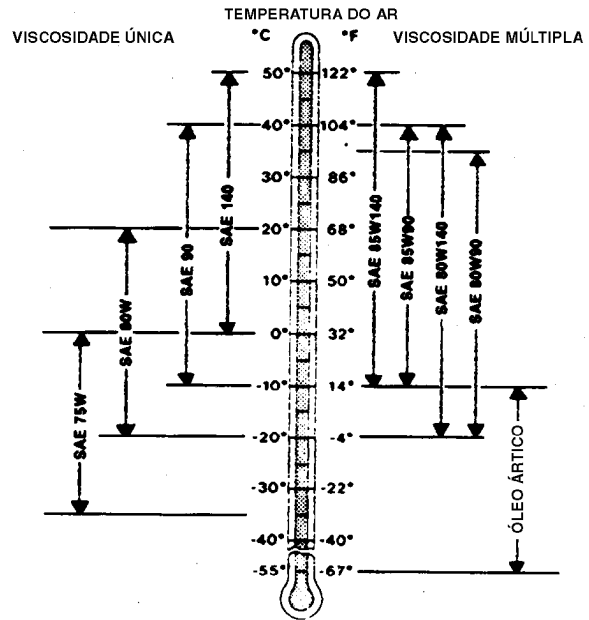 TEMPERATURA DO AR
VISCOSIDADE ÚNICA
°C
°F
VISCOSIDADE MÚLTIPLA
50°
122°
40°
104°
30°
86°
20°
68°
10°
50°
0°
32°
-10°
14°
-20°
-4°
-30°
-22°
-40°
-40°
-55°
-67°
SAE 75W
SAE 80W
SAE 90
SAE 140
SAE 85W140
SAE 85W90
SAE 80W140
SAE 80W90
ÓLEO ÁRTICO